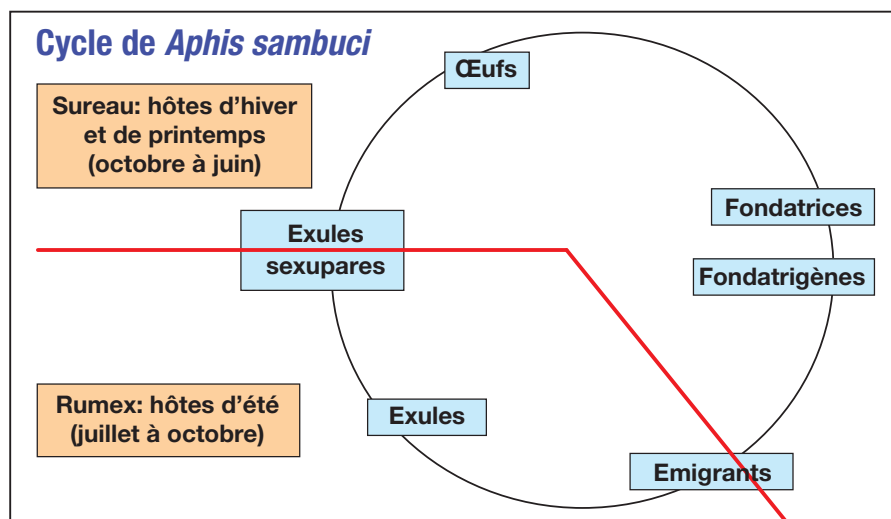 Cycle de Aphis sambuci
Œufs
Sureau: hôtes d'hiver
et de printemps
(octobre à juin)
Fondatrices
Exules
sexupares
Fondatrigènes
Rumex: hôtes d'été
(juillet à octobre)
Exules
Emigrants